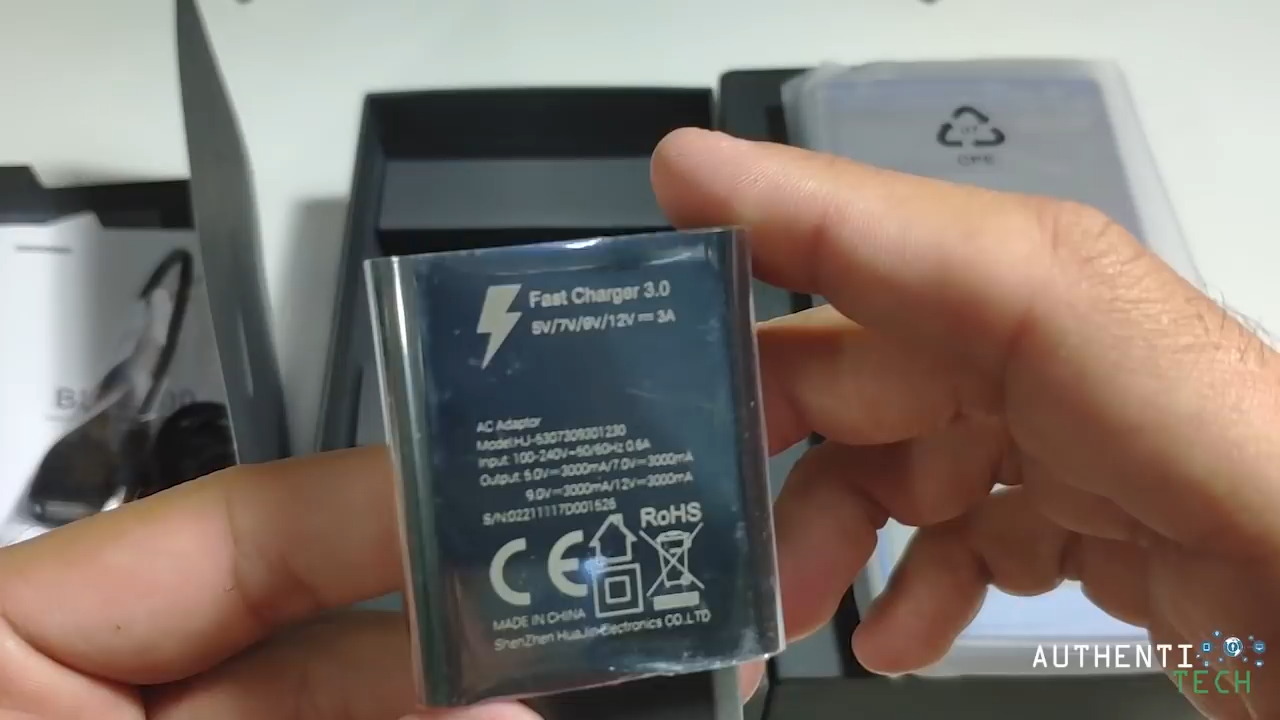 07
CPE
Fast Charger 3.0
5V/7V/9V/12V⎓3A
AC Adaptor
Model:HJ-5307309301230
Input: 100-240V~50/60Hz 0.6A
Output: 5.0V⎓3000mA/7.0V⎓3000mA
9.0V⎓3000mA/12V⎓3000mA
S/N:02211117D001526
RoHS
CE
MADE IN CHINA
ShenZhen HuaJin Electronics CO.,LTD
AUTHENTI
TECH